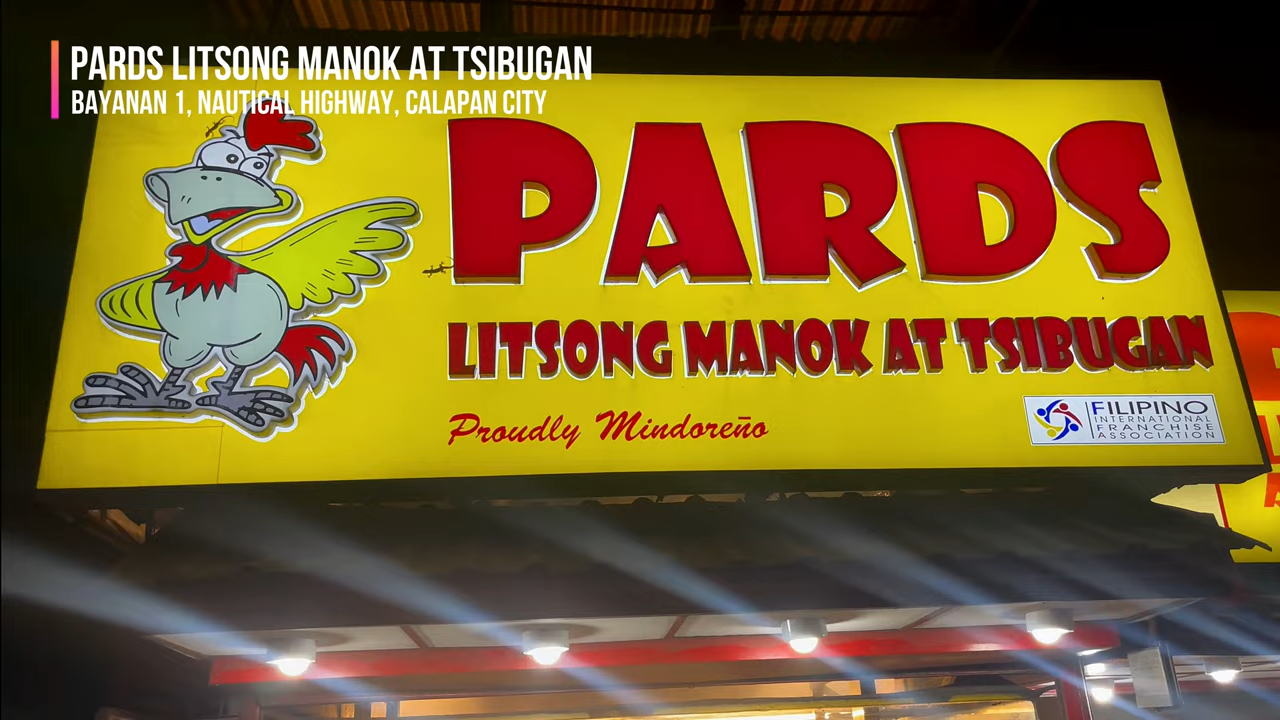 PARDS LITSONG MANOK AT TSIBUGAN
BAYANAN 1, NAUTICAL HIGHWAY, CALAPAN CITY
PARDS
LITSONG MANOK AT TSIBUGAN
Proudly Mindoreño
FILIPINO
INTERNATIONAL
FRANCHISE
ASSOCIATION